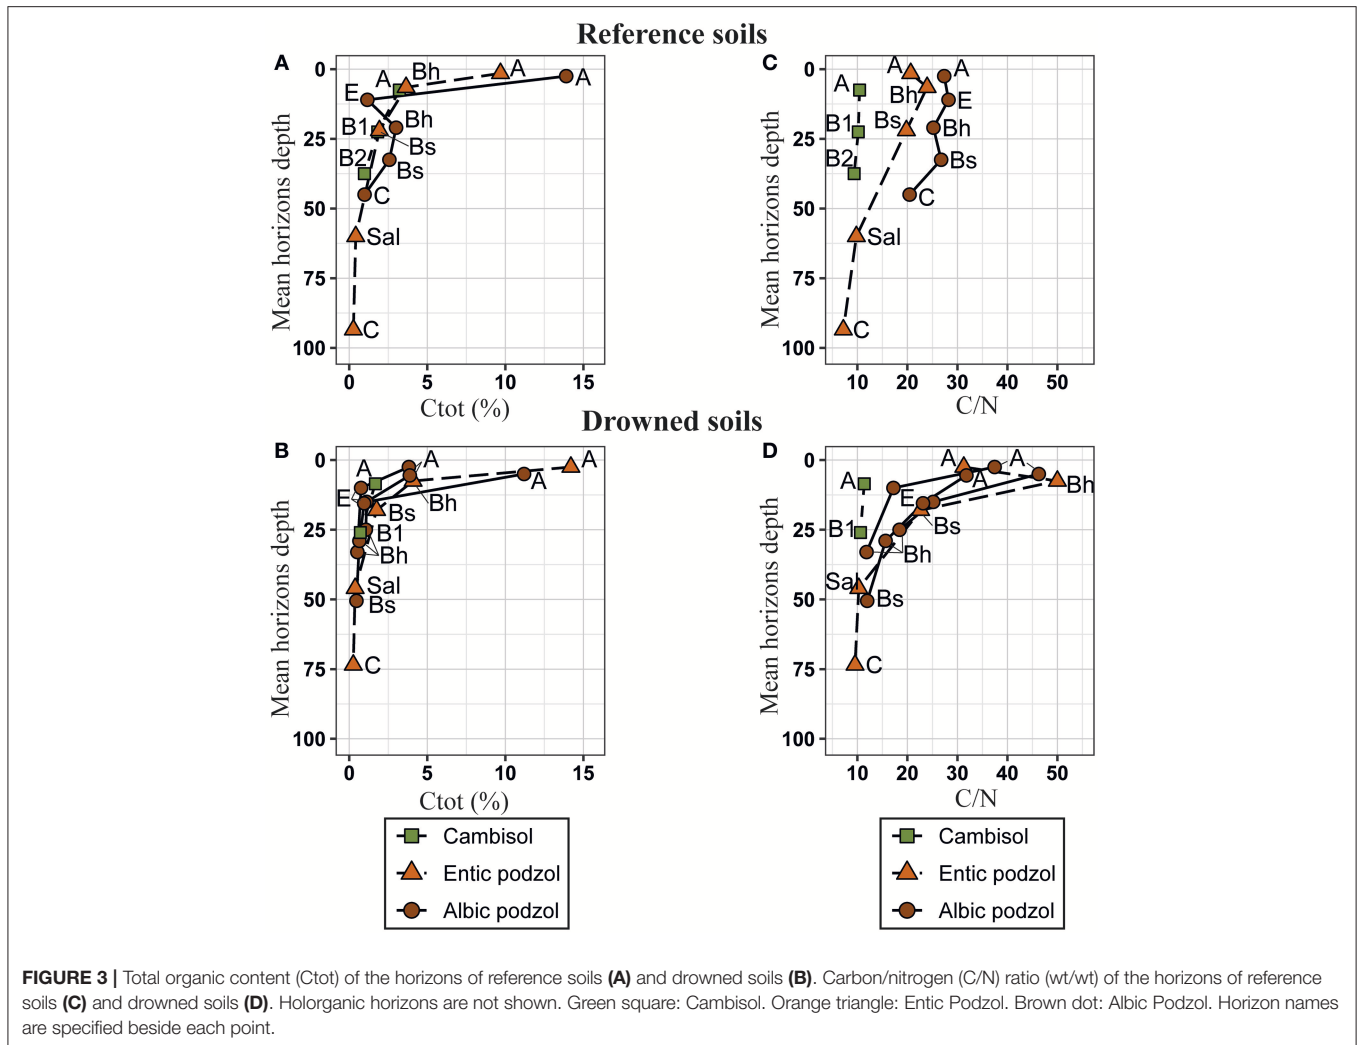 Reference soils
A
0
25
50
75
100
Mean horizons depth
A
Bh
A
A
E
B1
Bh
Bs
B2
Bs
C
Sal
C
0 5 10 15
Ctot (%)
C
0
25
50
75
100
Mean horizons depth
A
A
A
Bh
E
B1
Bs
Bh
B2
Bs
C
Sal
C
10 20 30 40 50
C/N
Drowned soils
B
0
25
50
75
100
Mean horizons depth
A
A
A
A
E
Bh
Bs
B1
Bh
Sal
Bs
C
0 5 10 15
Ctot (%)
D
0
25
50
75
100
Mean horizons depth
A
A
A
A
Bh
E
Bs
B1
Bh
Sal
Bs
C
10 20 30 40 50
C/N
Cambisol
Entic podzol
Albic podzol
Cambisol
Entic podzol
Albic podzol
FIGURE 3 | Total organic content (Ctot) of the horizons of reference soils (A) and drowned soils (B). Carbon/nitrogen (C/N) ratio (wt/wt) of the horizons of reference
soils (C) and drowned soils (D). Holorganic horizons are not shown. Green square: Cambisol. Orange triangle: Entic Podzol. Brown dot: Albic Podzol. Horizon names
are specified beside each point.